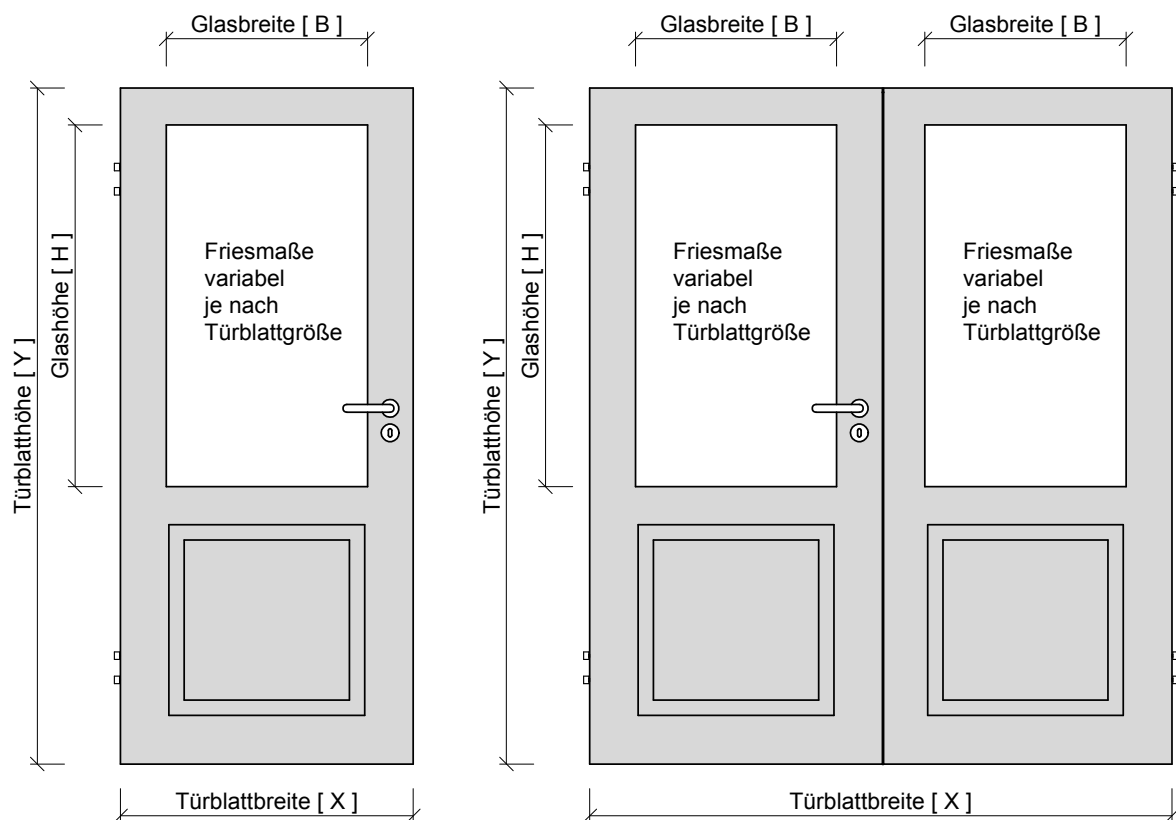 Glasbreite [ B ]
Glasbreite [ B ]
Glasbreite [ B ]
Türblatthöhe [ Y ]
Glashöhe [ H ]
Friesmaße
variabel
je nach
Türblattgröße
Türblatthöhe [ Y ]
Glashöhe [ H ]
Friesmaße
variabel
je nach
Türblattgröße
Friesmaße
variabel
je nach
Türblattgröße
Türblattbreite [ X ]
Türblattbreite [ X ]